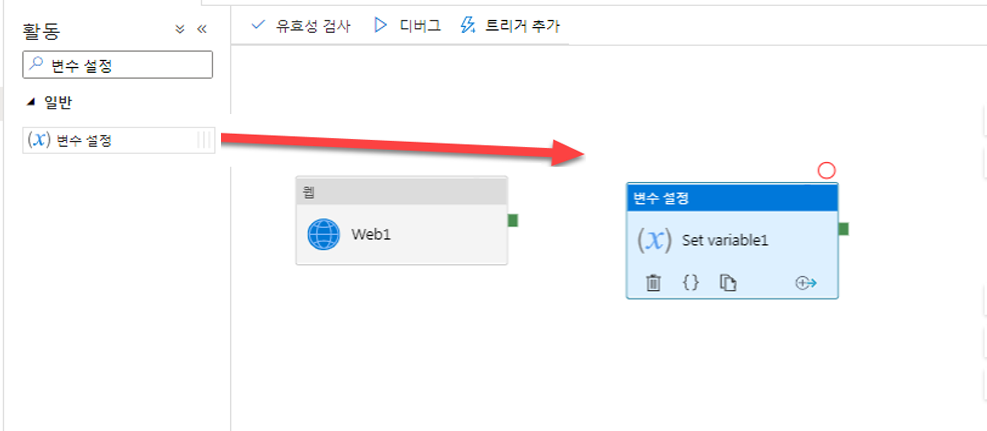 활동
유효성 검사
디버그
트리거 추가
변수 설정
일반
(x) 변수 설정
웹
Web1
변수 설정
(x) Set variable1
{}